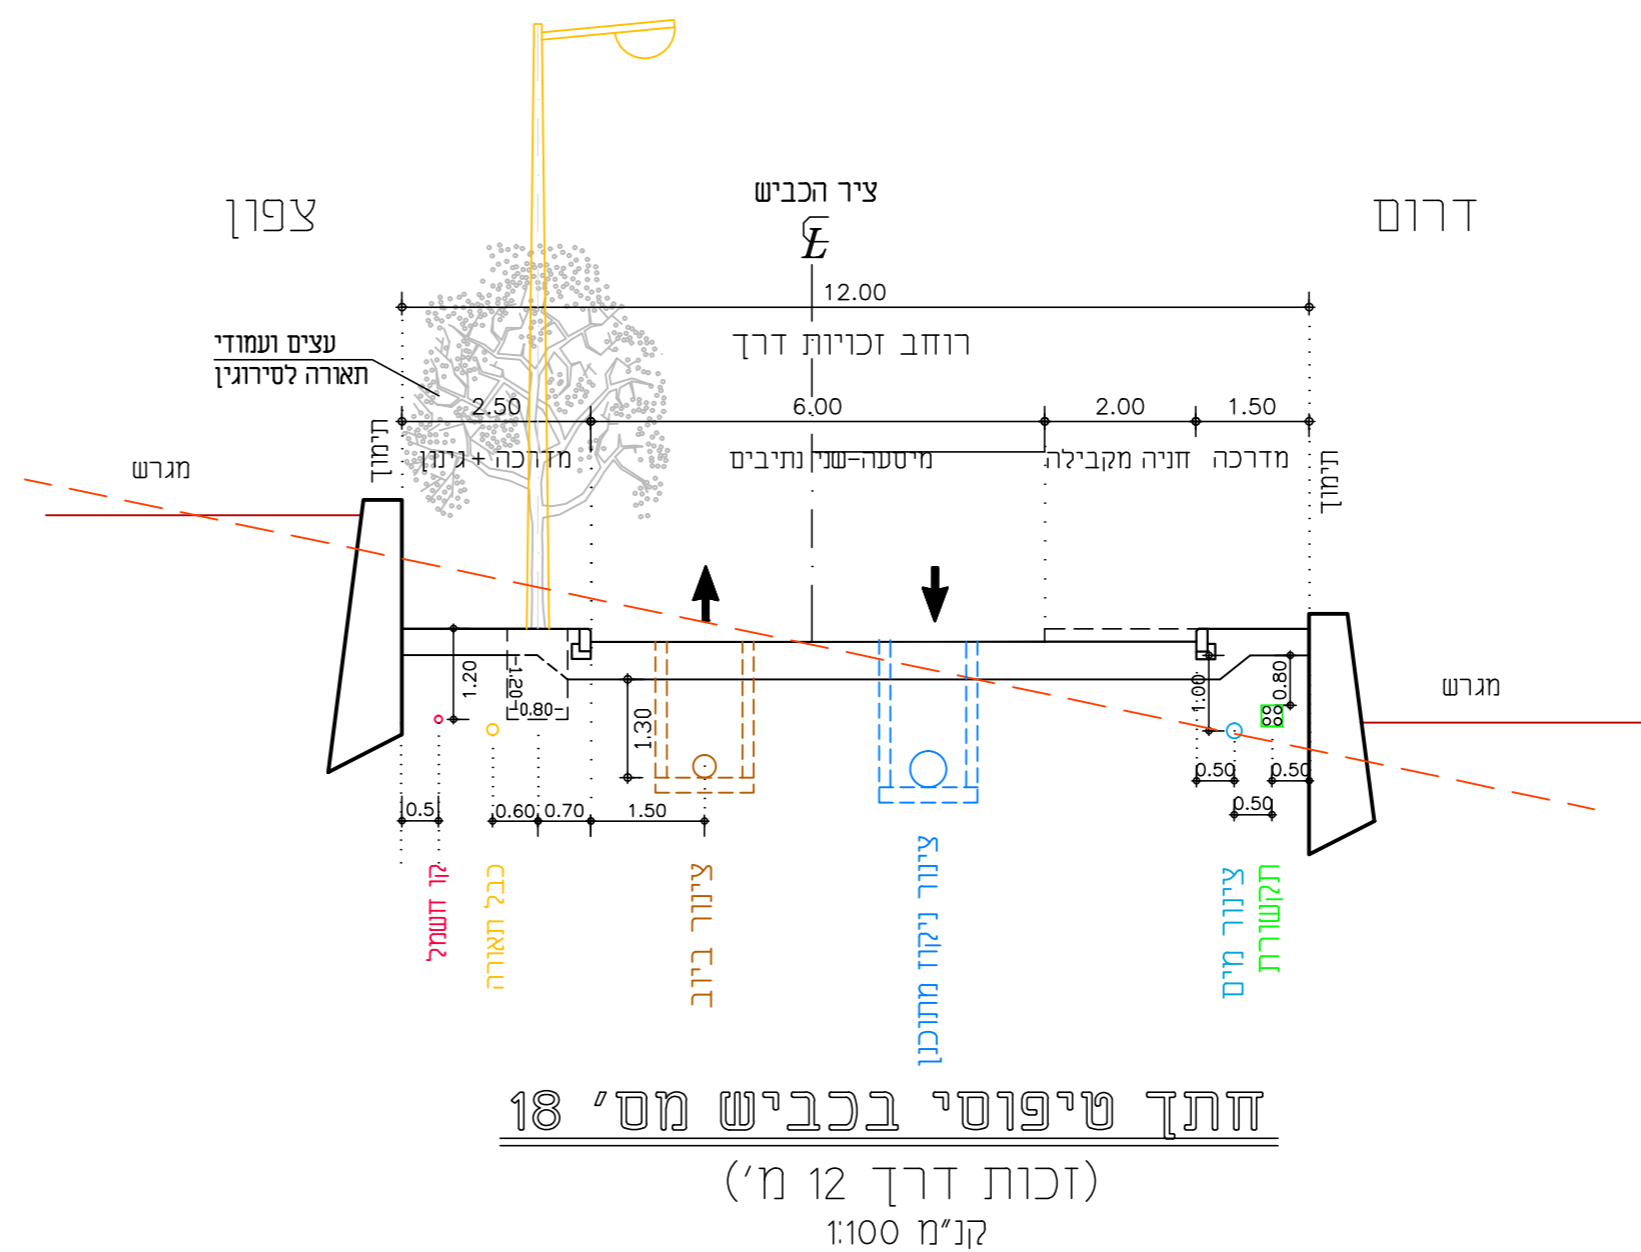 ציר הכביש
צפון
דרום
12.00
רוחב זכויות דרך
עצים ועמודי
תאורה לסירוגין
2.50
6.00
2.00
1.50
תימוך
מדרכה + גינון
מיסעה-שני נתיבים
חניה מקבילה
מדרכה
תימוך
מגרש
מגרש
1.20
1.20
0.80
1.30
1.00
0.80
0.5
0.60
0.70
1.50
0.50
0.50
0.50
קו חשמל
כבל תאורה
צינור ביוב
צינור ניקוז מתוכנן
צינור מים
תקשורת
חתך טיפוסי בכביש מס' 18
(זכות דרך 12 מ')
קנ"מ 1:100